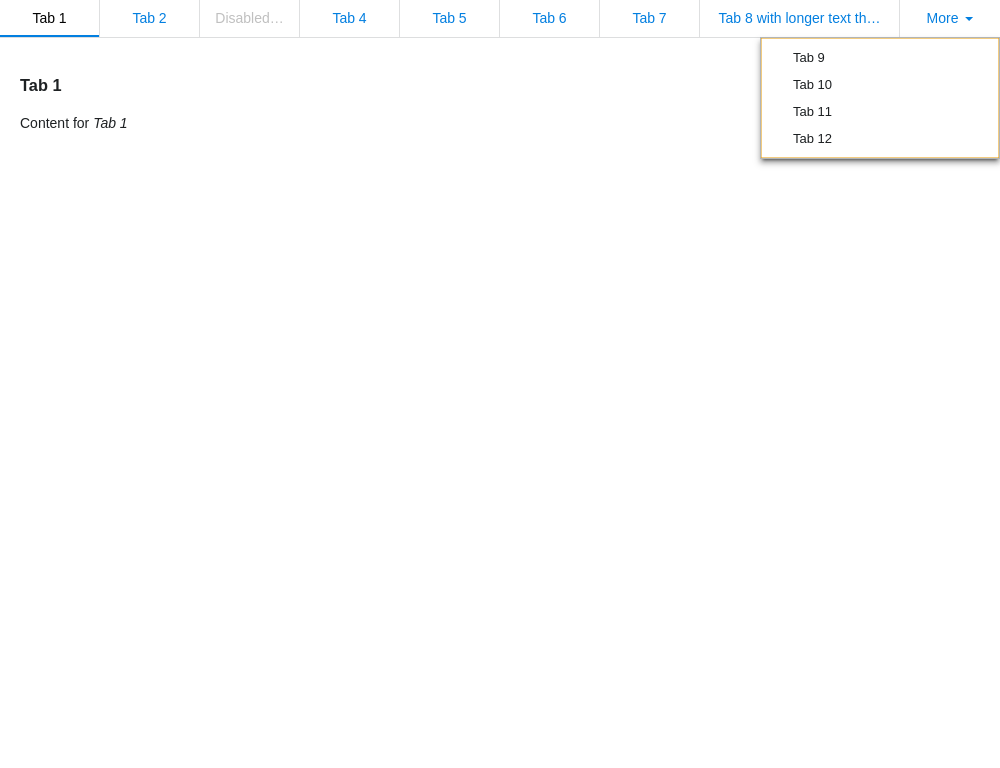 Tab 1 Tab 2 Disabled… Tab 4 Tab 5 Tab 6 Tab 7 Tab 8 with longer text th… More
Tab 9
Tab 10
Tab 11
Tab 12
Tab 1
Content for Tab 1